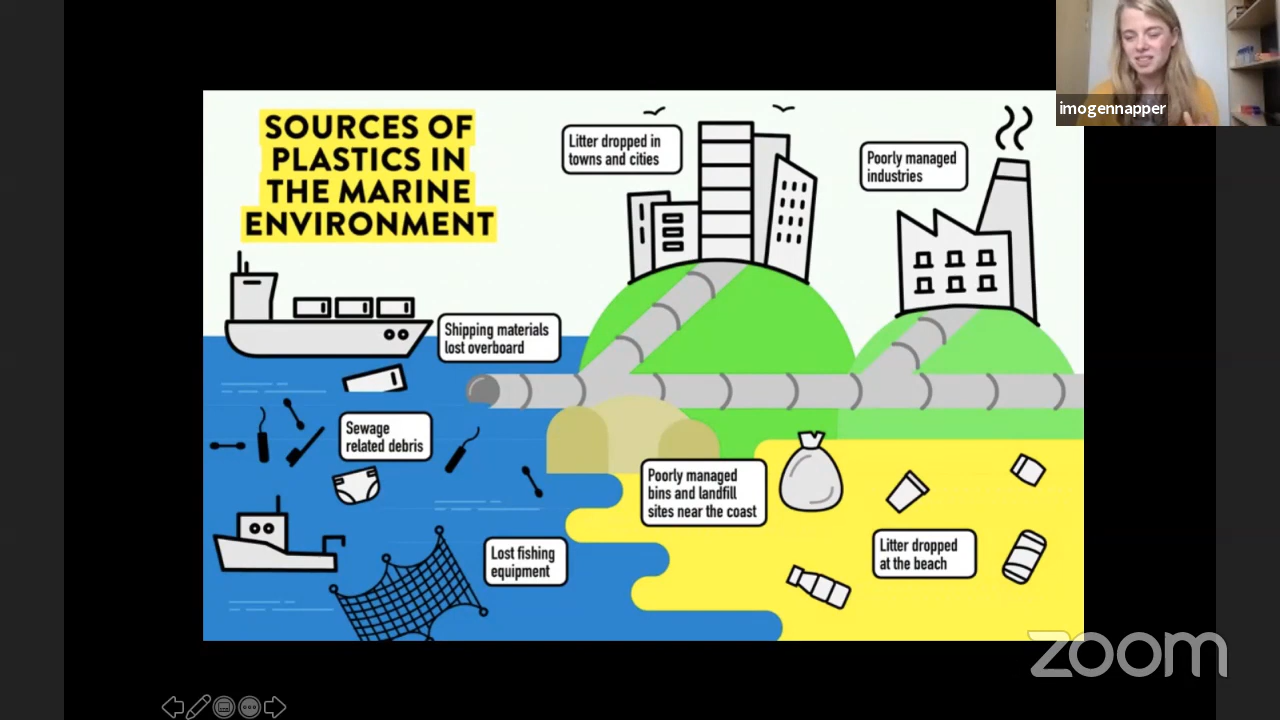 imogennapper
SOURCES OF
PLASTICS IN
THE MARINE
ENVIRONMENT
Litter dropped in
towns and cities
Poorly managed
industries
Shipping materials
lost overboard
Sewage
related debris
Poorly managed
bins and landfill
sites near the coast
Lost fishing
equipment
Litter dropped
at the beach
zoom